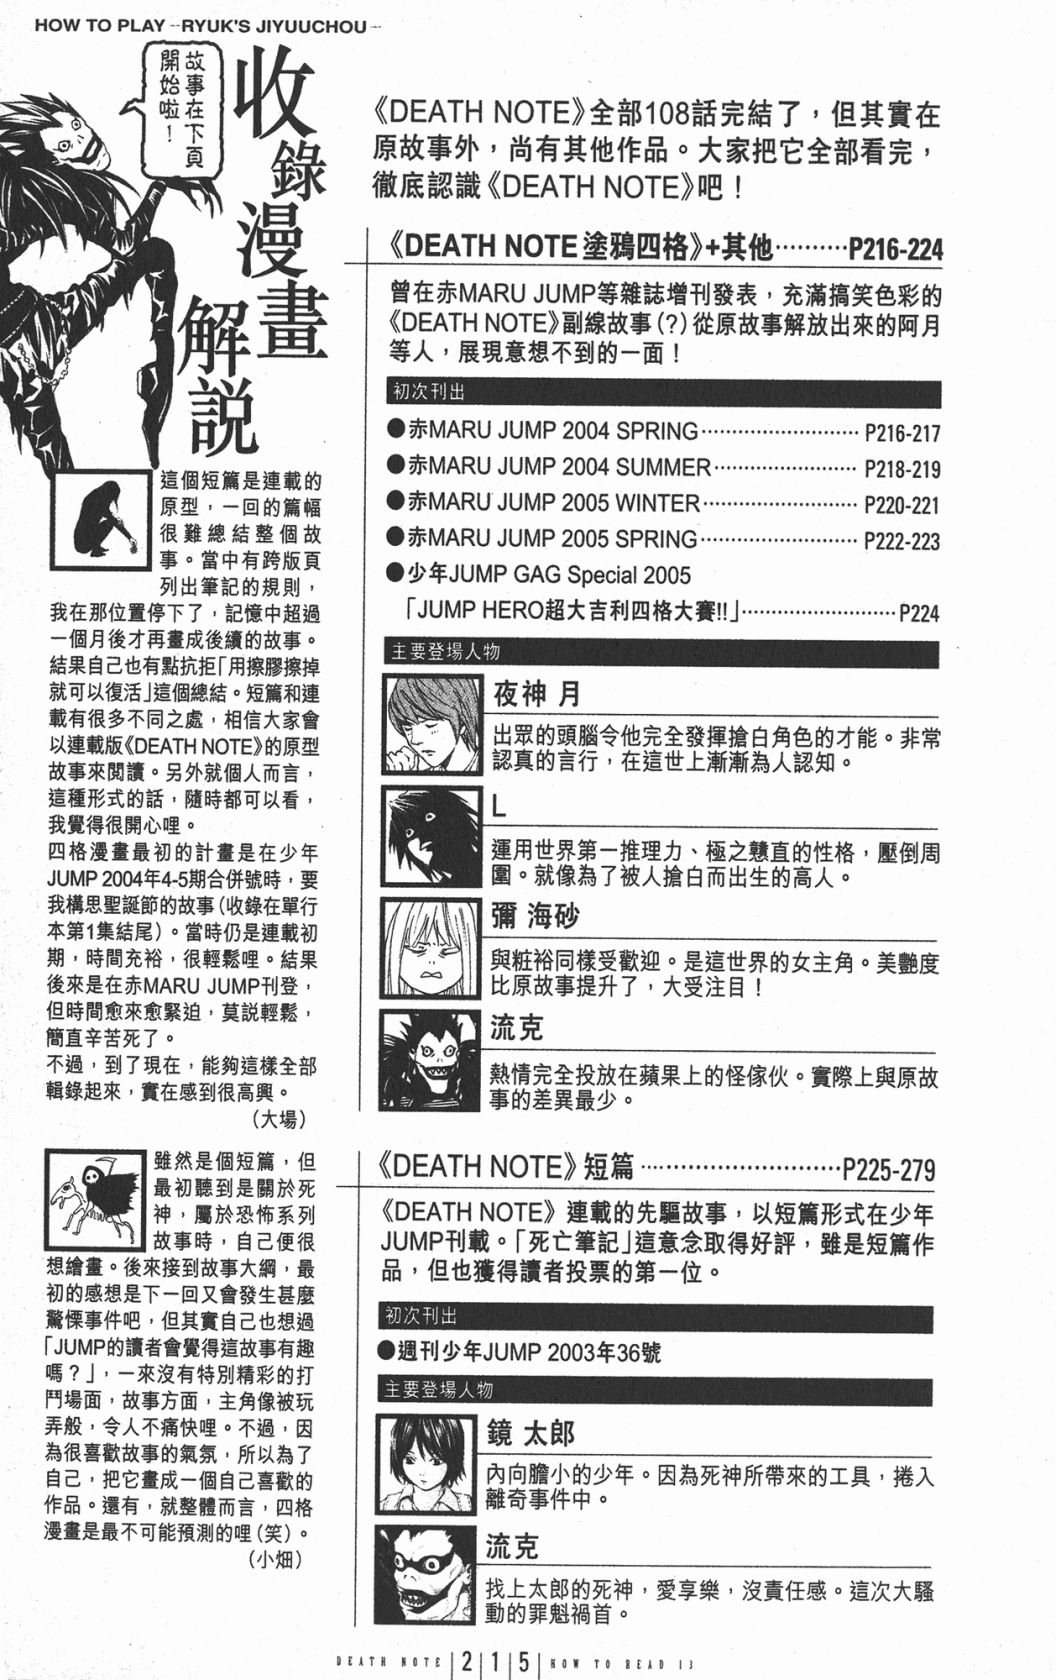 HOW TO PLAY -RYUK'S JIYUUCHOU-
故事在下頁
開始啦！
收錄漫畫
解說
《DEATH NOTE》全部108話完結了，但其實在
原故事外，尚有其他作品。大家把它全部看完，
徹底認識《DEATH NOTE》吧！
《DEATH NOTE塗鴉四格》+其他··········P216-224
曾在赤MARU JUMP等雜誌增刊發表，充滿搞笑色彩的
《DEATH NOTE》副線故事(?)從原故事解放出來的阿月
等人，展現意想不到的一面！
初次刊出
●赤MARU JUMP 2004 SPRING·························· P216-217
●赤MARU JUMP 2004 SUMMER························ P218-219
●赤MARU JUMP 2005 WINTER·························· P220-221
●赤MARU JUMP 2005 SPRING·························· P222-223
●少年JUMP GAG Special 2005
「JUMP HERO超大吉利四格大賽!!」·························· P224
主要登場人物
夜神 月
出眾的頭腦令他完全發揮搶白角色的才能。非常
認真的言行，在這世上漸漸為人認知。
L
運用世界第一推理力、極之戇直的性格，壓倒周
圍。就像為了被人搶白而出生的高人。
彌 海砂
與粧裕同樣受歡迎。是這世界的女主角。美艷度
比原故事提升了，大受注目！
流克
熱情完全投放在蘋果上的怪傢伙。實際上與原故
事的差異最少。
《DEATH NOTE》短篇····························P225-279
《DEATH NOTE》連載的先驅故事，以短篇形式在少年
JUMP刊載。「死亡筆記」這意念取得好評，雖是短篇作
品，但也獲得讀者投票的第一位。
初次刊出
●週刊少年JUMP 2003年36號
主要登場人物
鏡 太郎
內向膽小的少年。因為死神所帶來的工具，捲入
離奇事件中。
流克
找上太郎的死神，愛享樂，沒責任感。這次大騷
動的罪魁禍首。
這個短篇是連載的
原型，一回的篇幅
很難總結整個故
事。當中有跨版頁
列出筆記的規則，
我在那位置停下了，記憶中超過
一個月後才再畫成後續的故事。
結果自己也有點抗拒「用擦膠擦掉
就可以復活」這個總結。短篇和連
載有很多不同之處，相信大家會
以連載版《DEATH NOTE》的原型
故事來閱讀。另外就個人而言，
這種形式的話，隨時都可以看，
我覺得很開心哩。
四格漫畫最初的計畫是在少年
JUMP 2004年4-5期合併號時，要
我構思聖誕節的故事(收錄在單行
本第1集結尾)。當時仍是連載初
期，時間充裕，很輕鬆哩。結果
後來是在赤MARU JUMP刊登，
但時間愈來愈緊迫，莫說輕鬆，
簡直辛苦死了。
不過，到了現在，能夠這樣全部
輯錄起來，實在感到很高興。
(大場)
雖然是個短篇，但
最初聽到是關於死
神，屬於恐怖系列
故事時，自己便很
想繪畫。後來接到故事大綱，最
初的感想是下一回又會發生甚麼
驚慄事件吧，但其實自己也想過
「JUMP的讀者會覺得這故事有趣
嗎？」，一來沒有特別精彩的打
鬥場面，故事方面，主角像被玩
弄般，令人不痛快哩。不過，因
為很喜歡故事的氣氛，所以為了
自己，把它畫成一個自己喜歡的
作品。還有，就整體而言，四格
漫畫是最不可能預測的哩(笑)。
(小畑)
DEATH NOTE |2|1|5| HOW TO READ 13